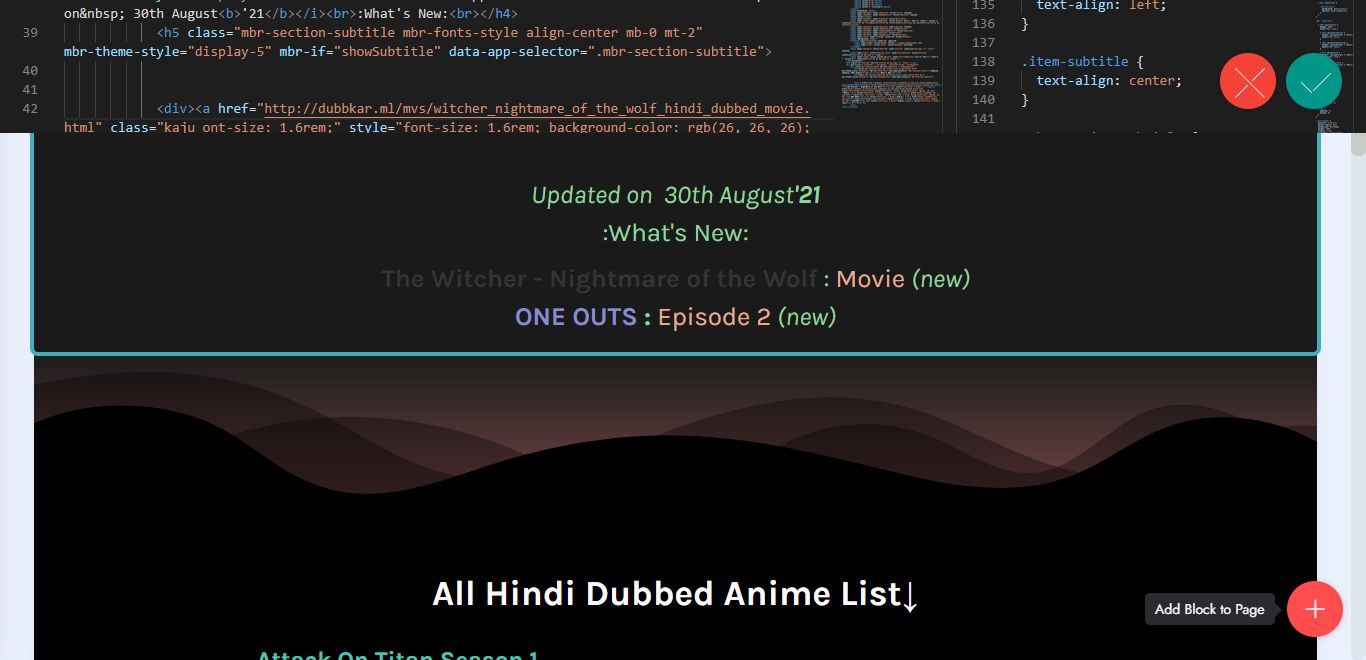 on&nbsp; 30th August<b>'21</b></i><br>:What's New:<br></h4>
39 <h5 class="mbr-section-subtitle mbr-fonts-style align-center mb-0 mt-2"
mbr-theme-style="display-5" mbr-if="showSubtitle" data-app-selector=".mbr-section-subtitle">
40
41
42 <div><a href="http://dubbkar.ml/mvs/witcher_nightmare_of_the_wolf_hindi_dubbed_movie.
html" class="kaju ont-size: 1.6rem;" style="font-size: 1.6rem; background-color: rgb(26, 26, 26);
135 text-align: left;
136 }
137
138 .item-subtitle {
139 text-align: center;
140 }
141
Updated on 30th August'21
:What's New:
The Witcher - Nightmare of the Wolf : Movie (new)
ONE OUTS : Episode 2 (new)
All Hindi Dubbed Anime List↓
Add Block to Page
Attack On Titan Season 1